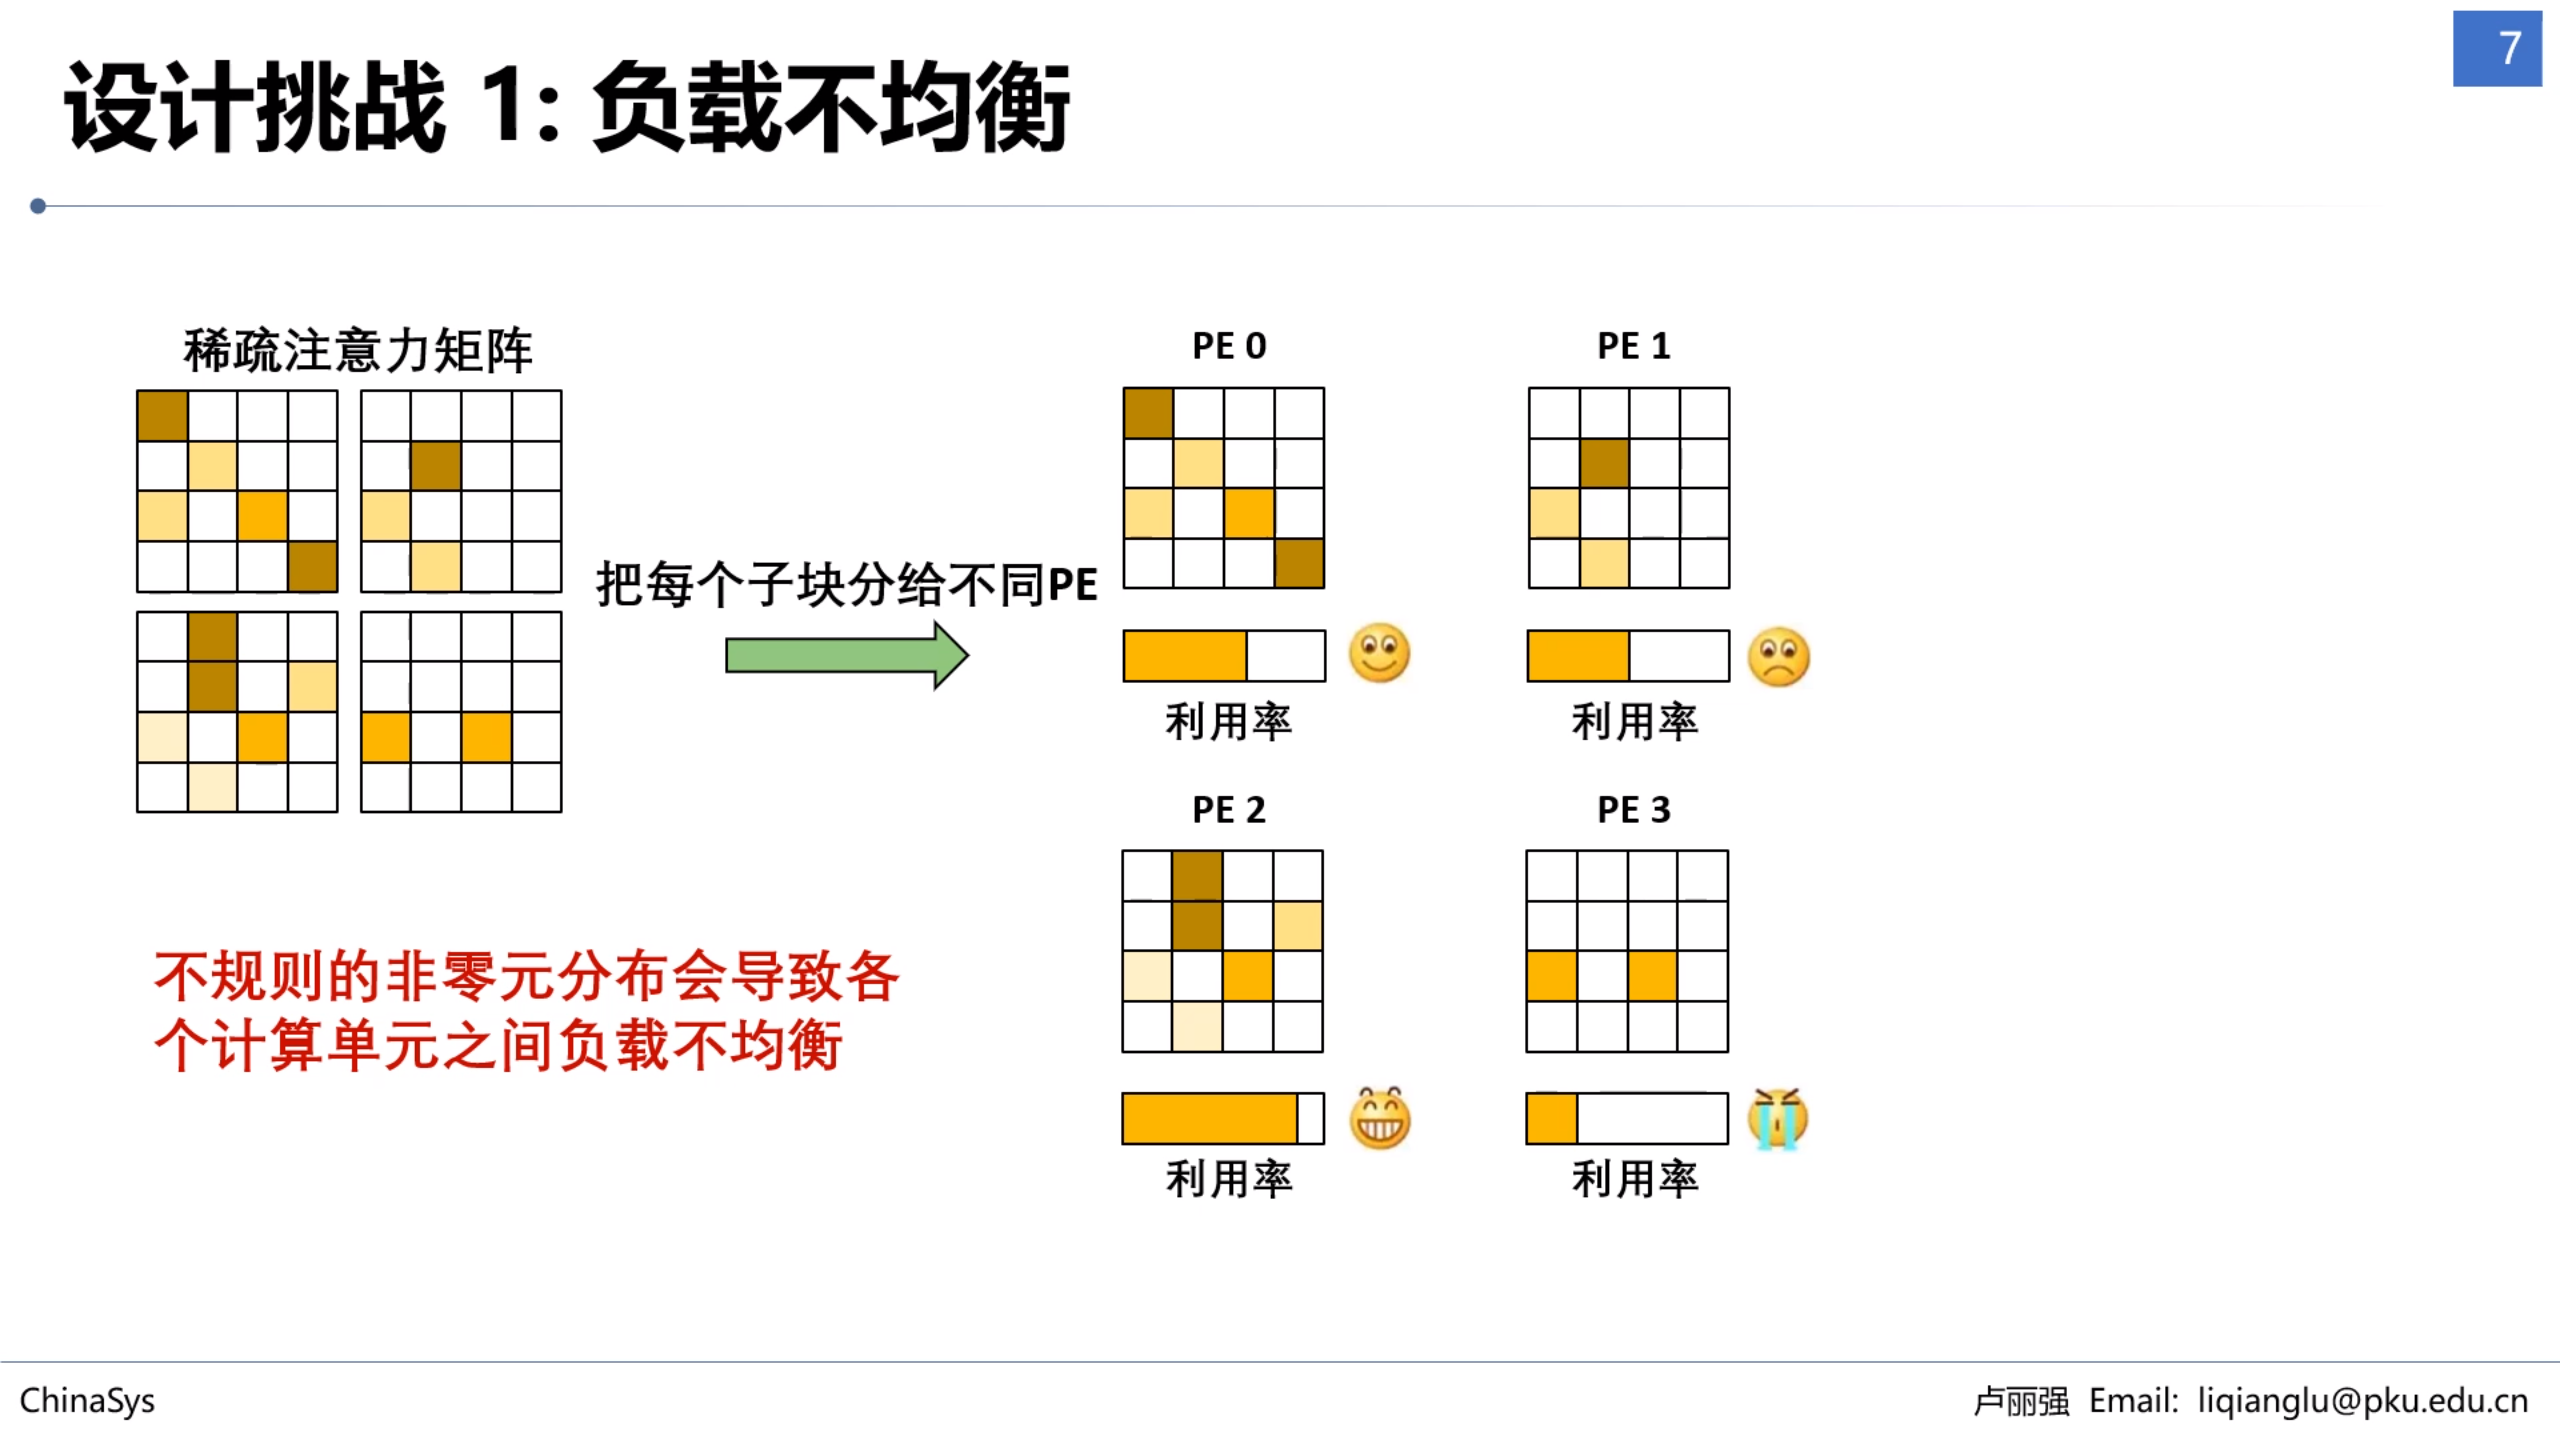 7
设计挑战 1: 负载不均衡
稀疏注意力矩阵
把每个子块分给不同PE
不规则的非零元分布会导致各
个计算单元之间负载不均衡
PE 0
利用率
PE 1
利用率
PE 2
利用率
PE 3
利用率
ChinaSys
卢丽强 Email: liqianglu@pku.edu.cn